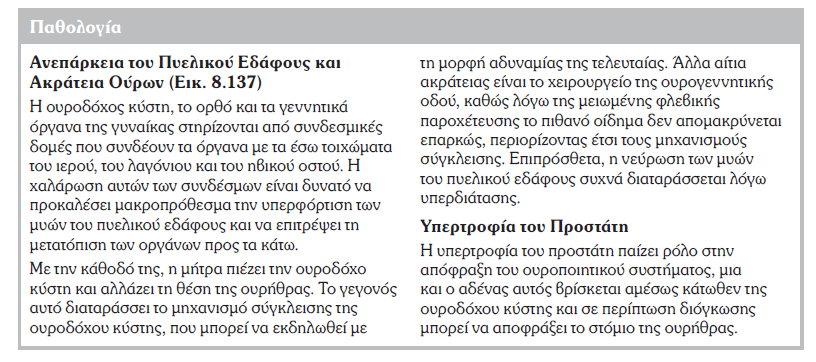 Παθολογία
Ανεπάρκεια του Πυελικού Εδάφους και
Ακράτεια Ούρων (Εικ. 8.137)
Η ουροδόχος κύστη, το ορθό και τα γεννητικά
όργανα της γυναίκας στηρίζονται από συνδεσμικές
δομές που συνδέουν τα όργανα με τα έσω τοιχώματα
του ιερού, του λαγόνιου και του ηβικού οστού. Η
χαλάρωση αυτών των συνδέσμων είναι δυνατό να
προκαλέσει μακροπρόθεσμα την υπερφόρτιση των
μυών του πυελικού εδάφους και να επιτρέψει τη
μετατόπιση των οργάνων προς τα κάτω.
Με την κάθοδό της, η μήτρα πιέζει την ουροδόχο
κύστη και αλλάζει τη θέση της ουρήθρας. Το γεγονός
αυτό διαταράσσει το μηχανισμό σύγκλεισης της
ουροδόχου κύστης, που μπορεί να εκδηλωθεί με
τη μορφή αδυναμίας της τελευταίας. Άλλα αίτια
ακράτειας είναι το χειρουργείο της ουρογεννητικής
οδού, καθώς λόγω της μειωμένης φλεβικής
παροχέτευσης το πιθανό οίδημα δεν απομακρύνεται
επαρκώς, περιορίζοντας έτσι τους μηχανισμούς
σύγκλεισης. Επιπρόσθετα, η νεύρωση των μυών
του πυελικού εδάφους συχνά διαταράσσεται λόγω
υπερδιάτασης.
Υπερτροφία του Προστάτη
Η υπερτροφία του προστάτη παίζει ρόλο στην
απόφραξη του ουροποιητικού συστήματος, μια
και ο αδένας αυτός βρίσκεται αμέσως κάτωθεν της
ουροδόχου κύστης και σε περίπτωση διόγκωσης
μπορεί να αποφράξει το στόμιο της ουρήθρας.